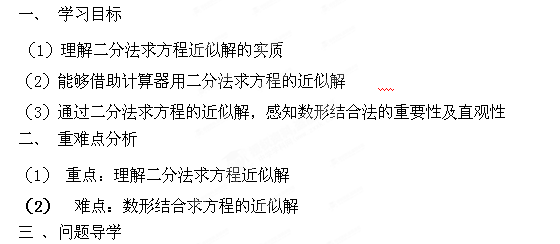 一、 学习目标
（1）理解二分法求方程近似解的实质
（2）能够借助计算器用二分法求方程的近似解
（3）通过二分法求方程的近似解，感知数形结合法的重要性及直观性
二、 重难点分析
（1） 重点：理解二分法求方程近似解
（2） 难点：数形结合求方程的近似解
三 、问题导学